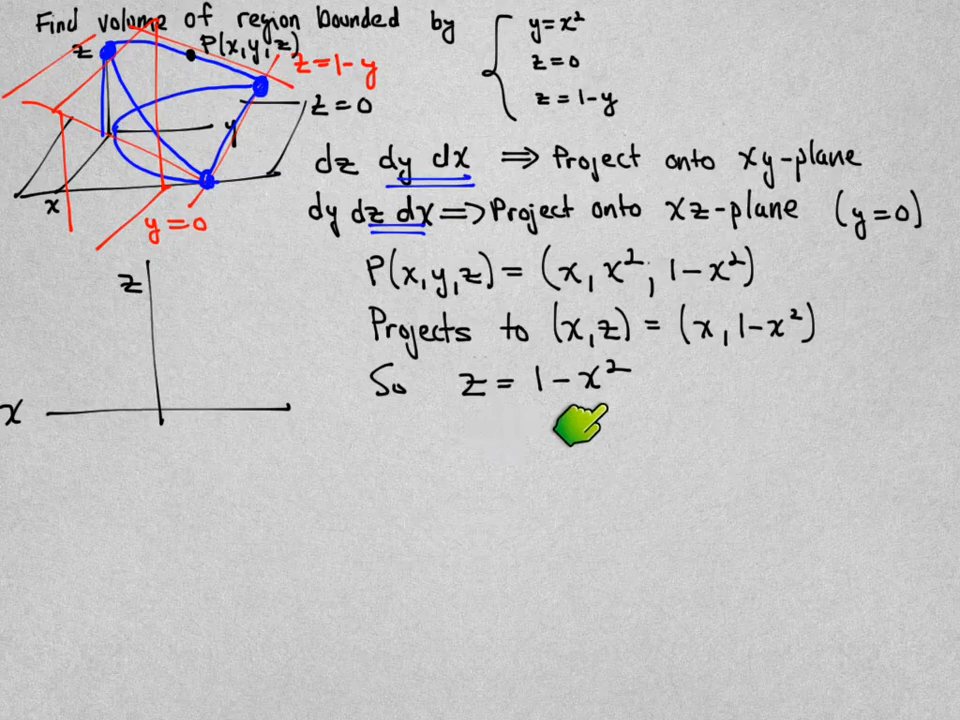 Find volume of region bounded by
y=x²
z=0
z=1-y
z
P(x,y,z)
z=1-y
z=0
y
x
y=0
dz dy dx ⇒ Project onto xy-plane
dy dz dx ⇒ Project onto xz-plane (y=0)
P(x,y,z) = (x, x², 1-x²)
Projects to (x,z) = (x, 1-x²)
So z = 1-x²
z
x